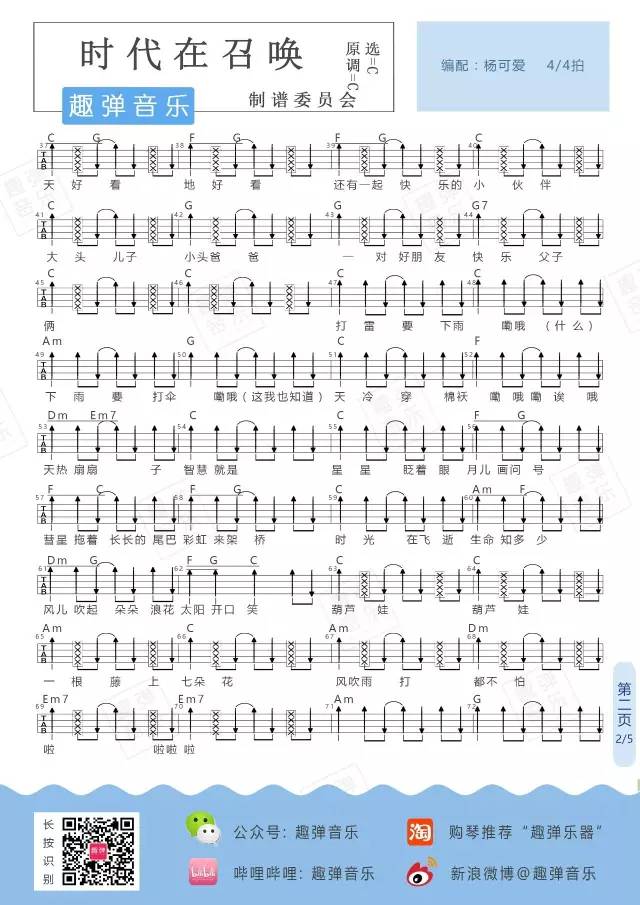 时代在召唤
原调=C
选=C
制谱委员会
趣弹音乐
编配：杨可爱 4/4拍
C G F G F G C
37 38 39 40
天 好 看 地 好 看 还有一起 快 乐的 小 伙 伴
C G G G7
41 42 43 44
大 头 儿子 小头 爸 爸 一 对 好朋 友 快 乐 父子
C C C C
45 46 47 48
俩 打 雷 要 下雨 嘞哦 (什 么)
Am G C F
49 50 51 52
下 雨 要 打伞 嘞哦 (这我也知道) 天 冷 穿 棉袄 嘞 哦嘞 诶 哦
Dm Em7 G C F G
53 54 55 56
天热 扇扇 子 智慧 就是 星 星 眨着 眼 月儿 画问 号
F C F G C Am F
57 58 59 60
彗星 拖着 长长的 尾巴 彩虹 来架 桥 时 光 在飞 逝 生命 知多 少
Dm G F G C C C
61 62 63 64
风儿 吹起 朵朵 浪花 太阳 开口 笑 葫芦 娃 葫芦 娃
Am C Am Dm
65 66 67 68
一 根 藤 上 七朵 花 风吹雨 打 都不 怕
Em7 Em7 Am G
69 70 71 72
啦 啦啦 啦
第二页
2/5
长按识别
趣弹
公众号：趣弹音乐
淘 购琴推荐“趣弹乐器”
bilibili 哔哩哔哩：趣弹音乐
新浪微博@趣弹音乐